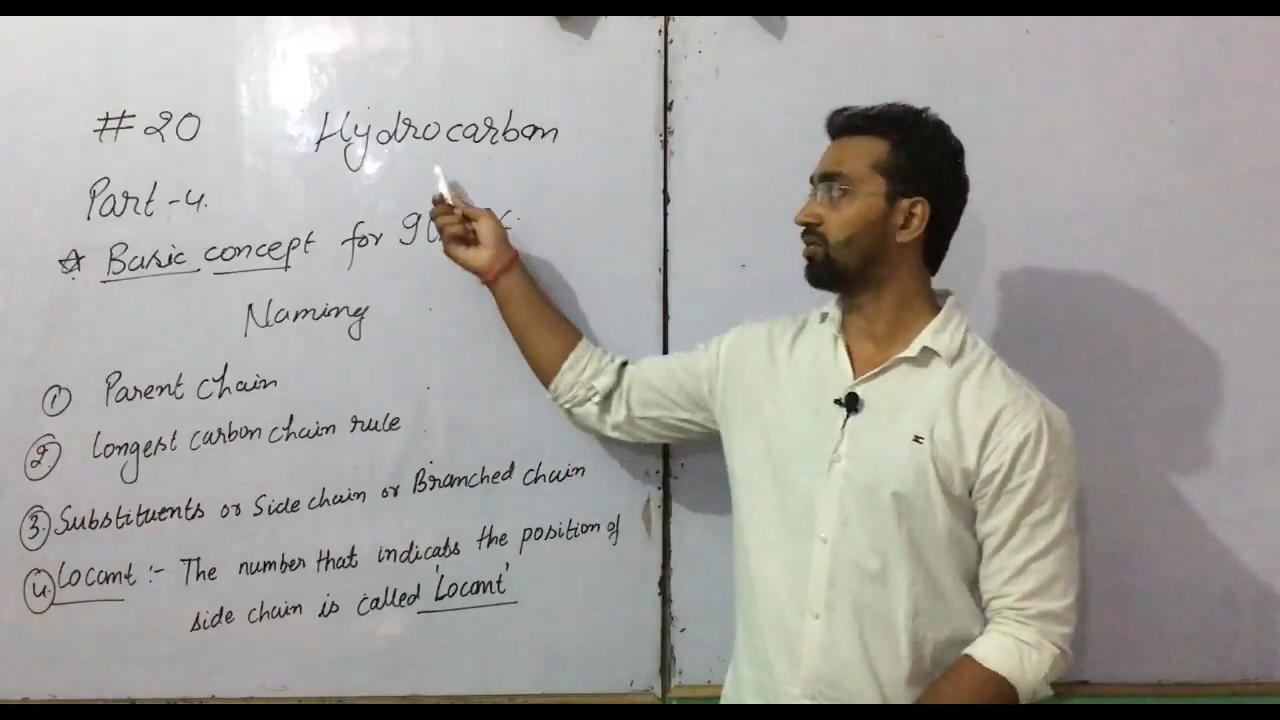 #20 Hydrocarbon
Part-4.
☆ Basic concept for
Naming
① Parent chain
② Longest carbon chain rule
③ Substituents or Side chain or Branched chain
④ Locant :- The number that indicats the position of
side chain is called 'Locant'